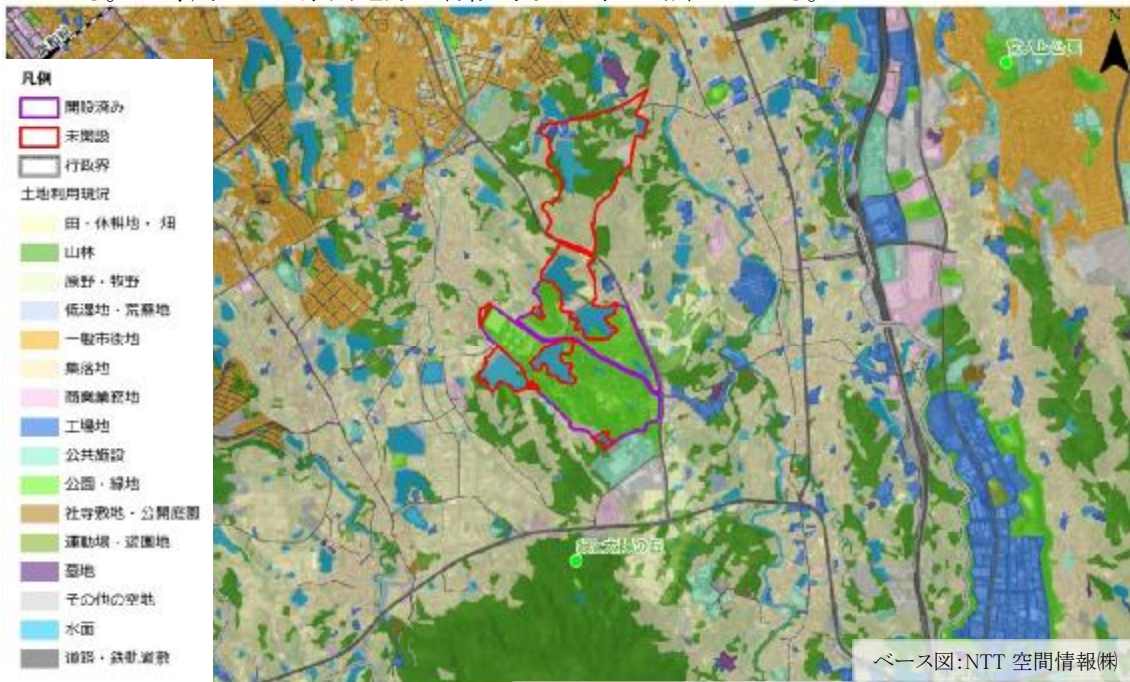 凡例
開設済み
未開設
行政界
土地利用現況
田・休耕地・畑
山林
原野・牧野
低湿地・荒蕪地
一般市街地
集落地
商業業務地
工場地
公共施設
公園・緑地
社寺敷地・公開庭園
運動場・遊園地
墓地
その他の空地
水面
道路・鉄軌道敷
N
ベース図:NTT 空間情報㈱